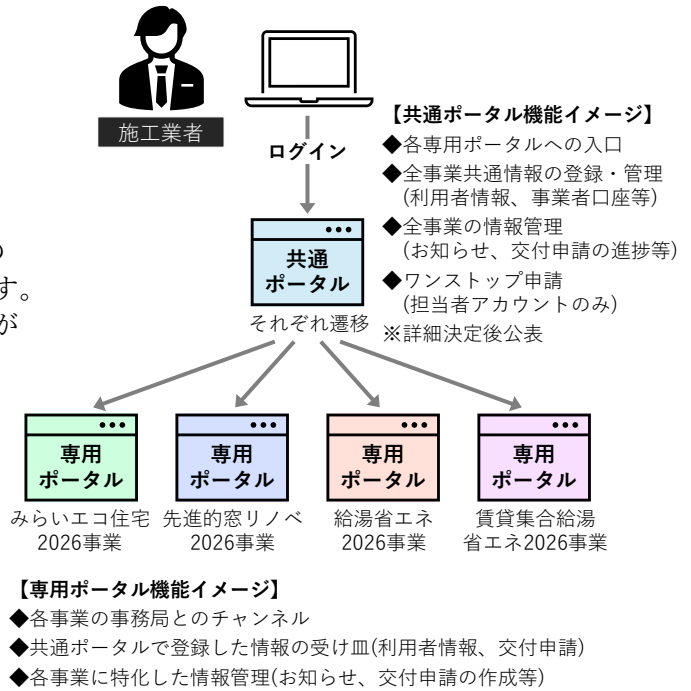 施工業者
ログイン
共通
ポータル
それぞれ遷移
【共通ポータル機能イメージ】
◆各専用ポータルへの入口
◆全事業共通情報の登録・管理
(利用者情報、事業者口座等)
◆全事業の情報管理
(お知らせ、交付申請の進捗等)
◆ワンストップ申請
(担当者アカウントのみ)
※詳細決定後公表
す。
が
専用
ポータル
みらいエコ住宅
2026事業
専用
ポータル
先進的窓リノベ
2026事業
専用
ポータル
給湯省エネ
2026事業
専用
ポータル
賃貸集合給湯
省エネ2026事業
【専用ポータル機能イメージ】
◆各事業の事務局とのチャンネル
◆共通ポータルで登録した情報の受け皿(利用者情報、交付申請)
◆各事業に特化した情報管理(お知らせ、交付申請の作成等)